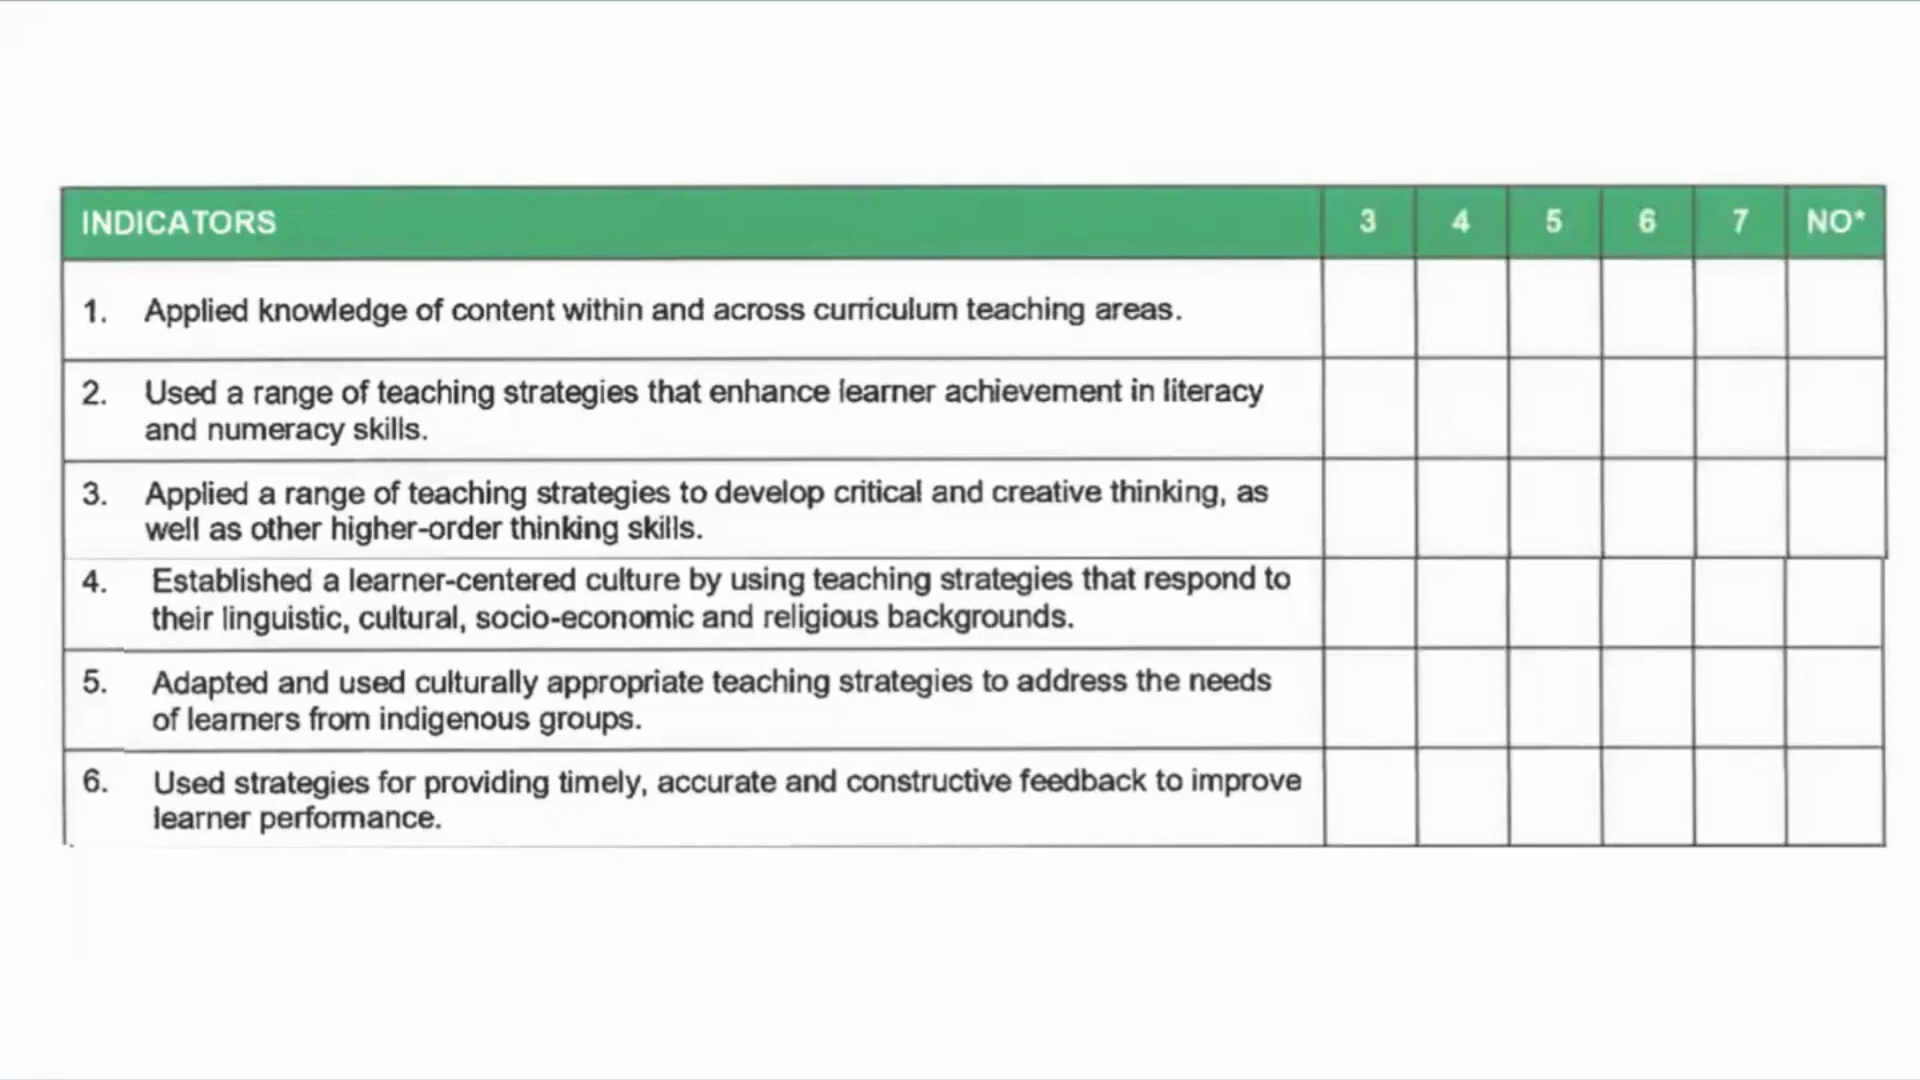 INDICATORS 3 4 5 6 7 NO*
1. Applied knowledge of content within and across curriculum teaching areas.
2. Used a range of teaching strategies that enhance learner achievement in literacy
and numeracy skills.
3. Applied a range of teaching strategies to develop critical and creative thinking, as
well as other higher-order thinking skills.
4. Established a learner-centered culture by using teaching strategies that respond to
their linguistic, cultural, socio-economic and religious backgrounds.
5. Adapted and used culturally appropriate teaching strategies to address the needs
of learners from indigenous groups.
6. Used strategies for providing timely, accurate and constructive feedback to improve
learner performance.